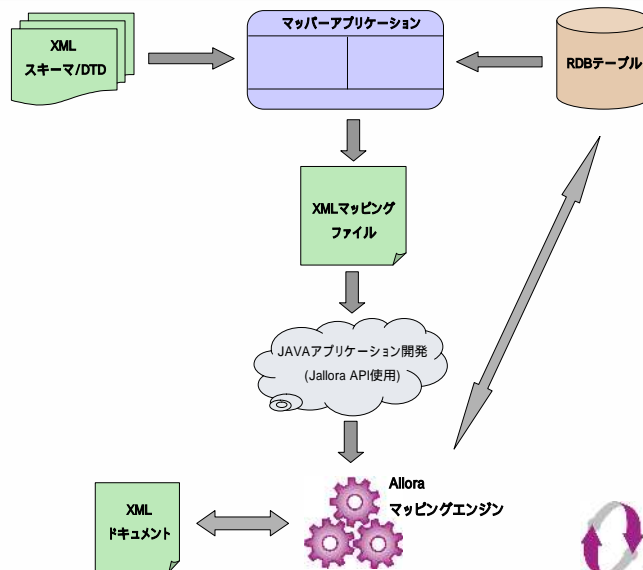 XML
スキーマ/DTD
マッパーアプリケーション
RDBテーブル
XMLマッピング
ファイル
JAVAアプリケーション開発
(Jallora API使用)
Allora
マッピングエンジン
XML
ドキュメント